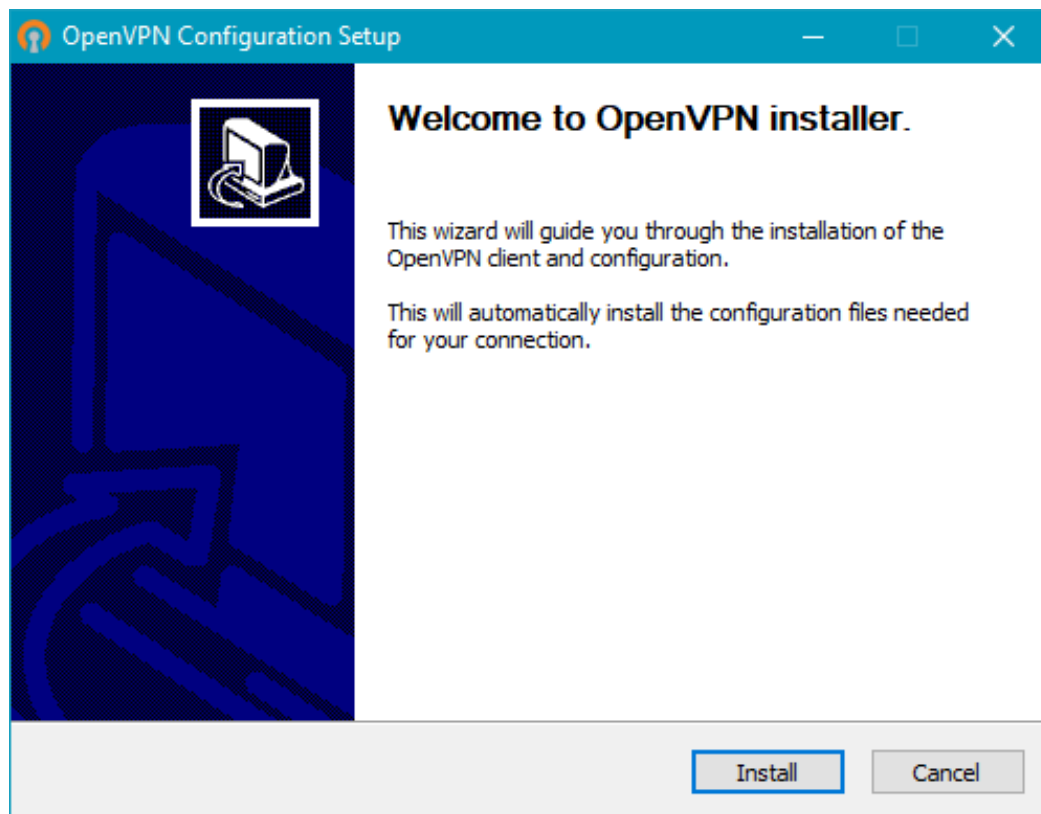 OpenVPN Configuration Setup
Welcome to OpenVPN installer.
This wizard will guide you through the installation of the
OpenVPN client and configuration.
This will automatically install the configuration files needed
for your connection.
Install
Cancel